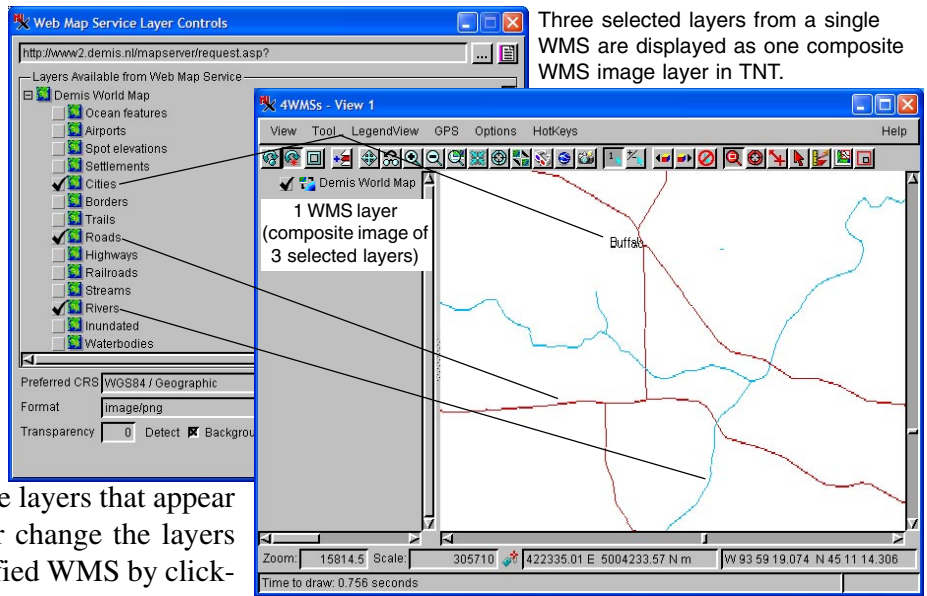 Web Map Service Layer Controls
http://www2.demis.nl/mapserver/request.asp?
...
Layers Available from Web Map Service
Demis World Map
Ocean features
Airports
Spot elevations
Settlements
Cities
Borders
Trails
Roads
Highways
Railroads
Streams
Rivers
Inundated
Waterbodies
Preferred CRS WGS84 / Geographic
Format image/png
Transparency 0 Detect Backgrou
Three selected layers from a single
WMS are displayed as one composite
WMS image layer in TNT.
4WMSs - View 1
View Tool LegendView GPS Options HotKeys Help
Demis World Map
1 WMS layer
(composite image of
3 selected layers)
Buffalo
Zoom: 15814.5 Scale: 305710 422335.01 E 5004233.57 N m W 93 59 19.074 N 45 11 14.306
Time to draw: 0.756 seconds
e layers that appear
r change the layers
fied WMS by click-